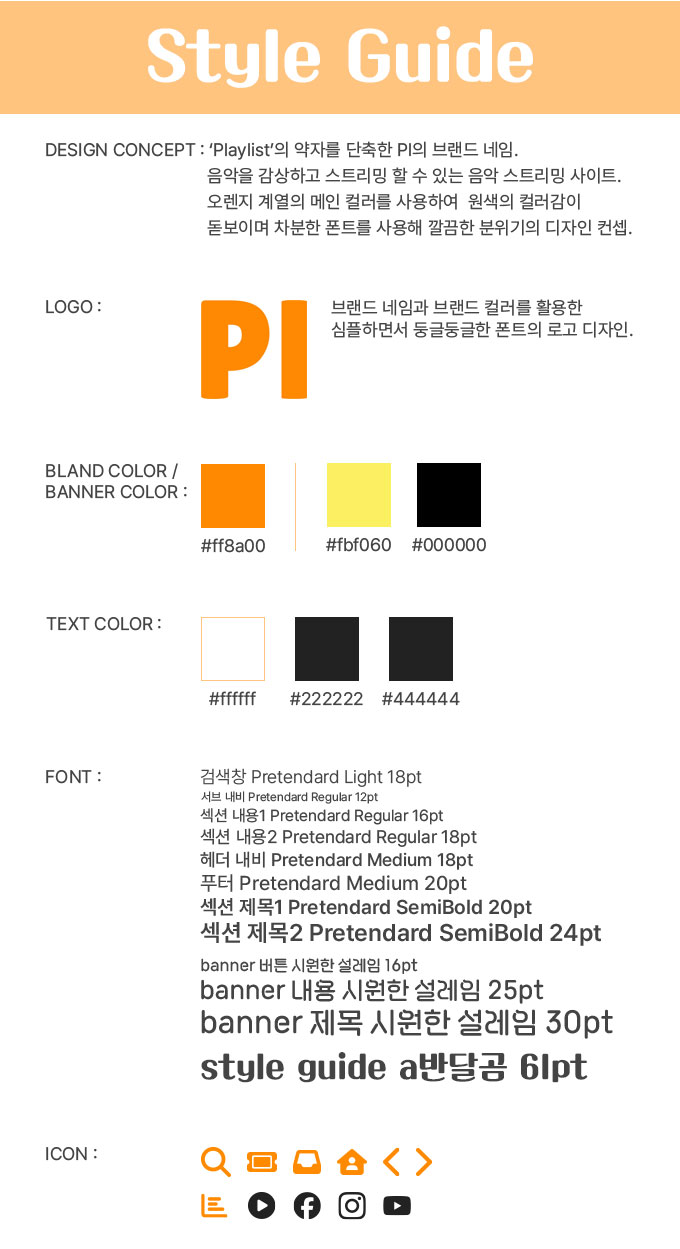 Style Guide
DESIGN CONCEPT : ‘Playlist’의 약자를 단축한 Pl의 브랜드 네임.
음악을 감상하고 스트리밍 할 수 있는 음악 스트리밍 사이트.
오렌지 계열의 메인 컬러를 사용하여 원색의 컬러감이
돋보이며 차분한 폰트를 사용해 깔끔한 분위기의 디자인 컨셉.
LOGO :
Pl
브랜드 네임과 브랜드 컬러를 활용한
심플하면서 둥글둥글한 폰트의 로고 디자인.
BLAND COLOR /
BANNER COLOR :
#ff8a00
#fbf060
#000000
TEXT COLOR :
#ffffff
#222222
#444444
FONT :
검색창 Pretendard Light 18pt
서브 내비 Pretendard Regular 12pt
섹션 내용1 Pretendard Regular 16pt
섹션 내용2 Pretendard Regular 18pt
헤더 내비 Pretendard Medium 18pt
푸터 Pretendard Medium 20pt
섹션 제목1 Pretendard SemiBold 20pt
섹션 제목2 Pretendard SemiBold 24pt
banner 버튼 시원한 설레임 16pt
banner 내용 시원한 설레임 25pt
banner 제목 시원한 설레임 30pt
style guide a반달곰 61pt
ICON :